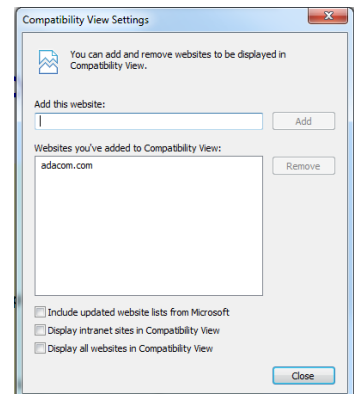 Compatibility View Settings
You can add and remove websites to be displayed in
Compatibility View.
Add this website:
Add
Websites you've added to Compatibility View:
adacom.com
Remove
Include updated website lists from Microsoft
Display intranet sites in Compatibility View
Display all websites in Compatibility View
Close